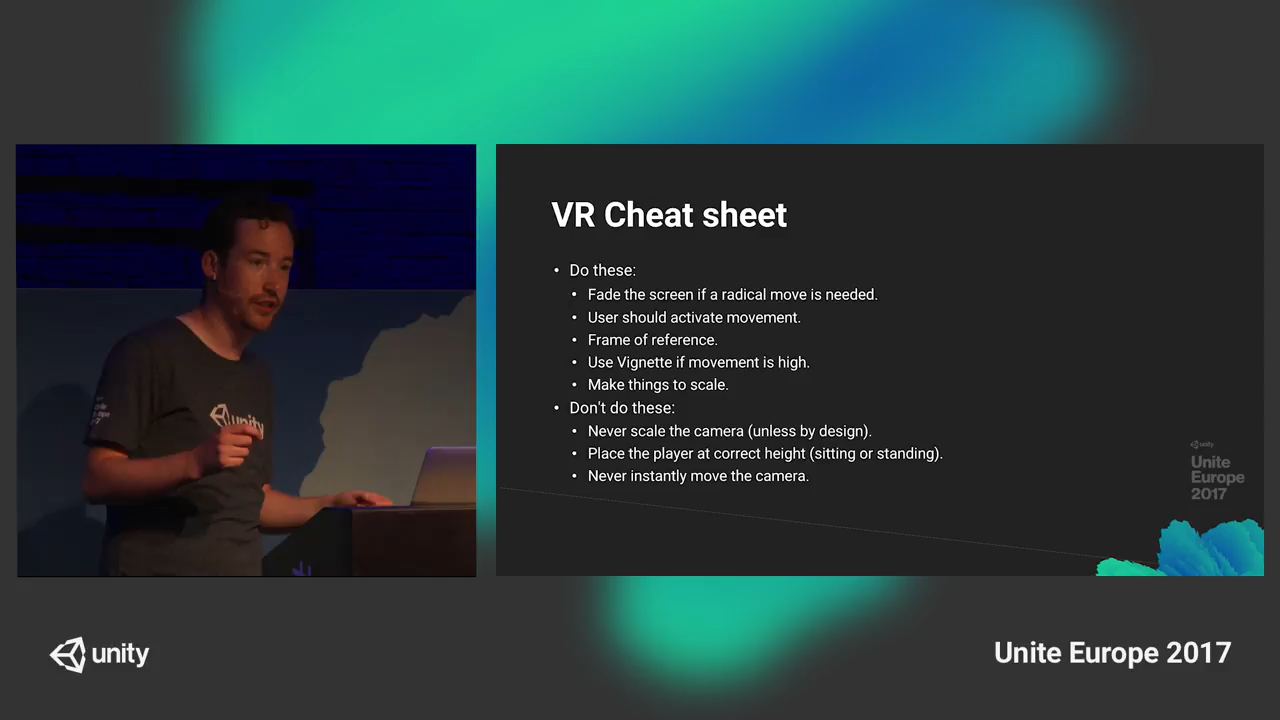 unity
VR Cheat sheet
• Do these:
• Fade the screen if a radical move is needed.
• User should activate movement.
• Frame of reference.
• Use Vignette if movement is high.
• Make things to scale.
• Don't do these:
• Never scale the camera (unless by design).
• Place the player at correct height (sitting or standing).
• Never instantly move the camera.
unity
Unite
Europe
2017
unity
Unite Europe 2017